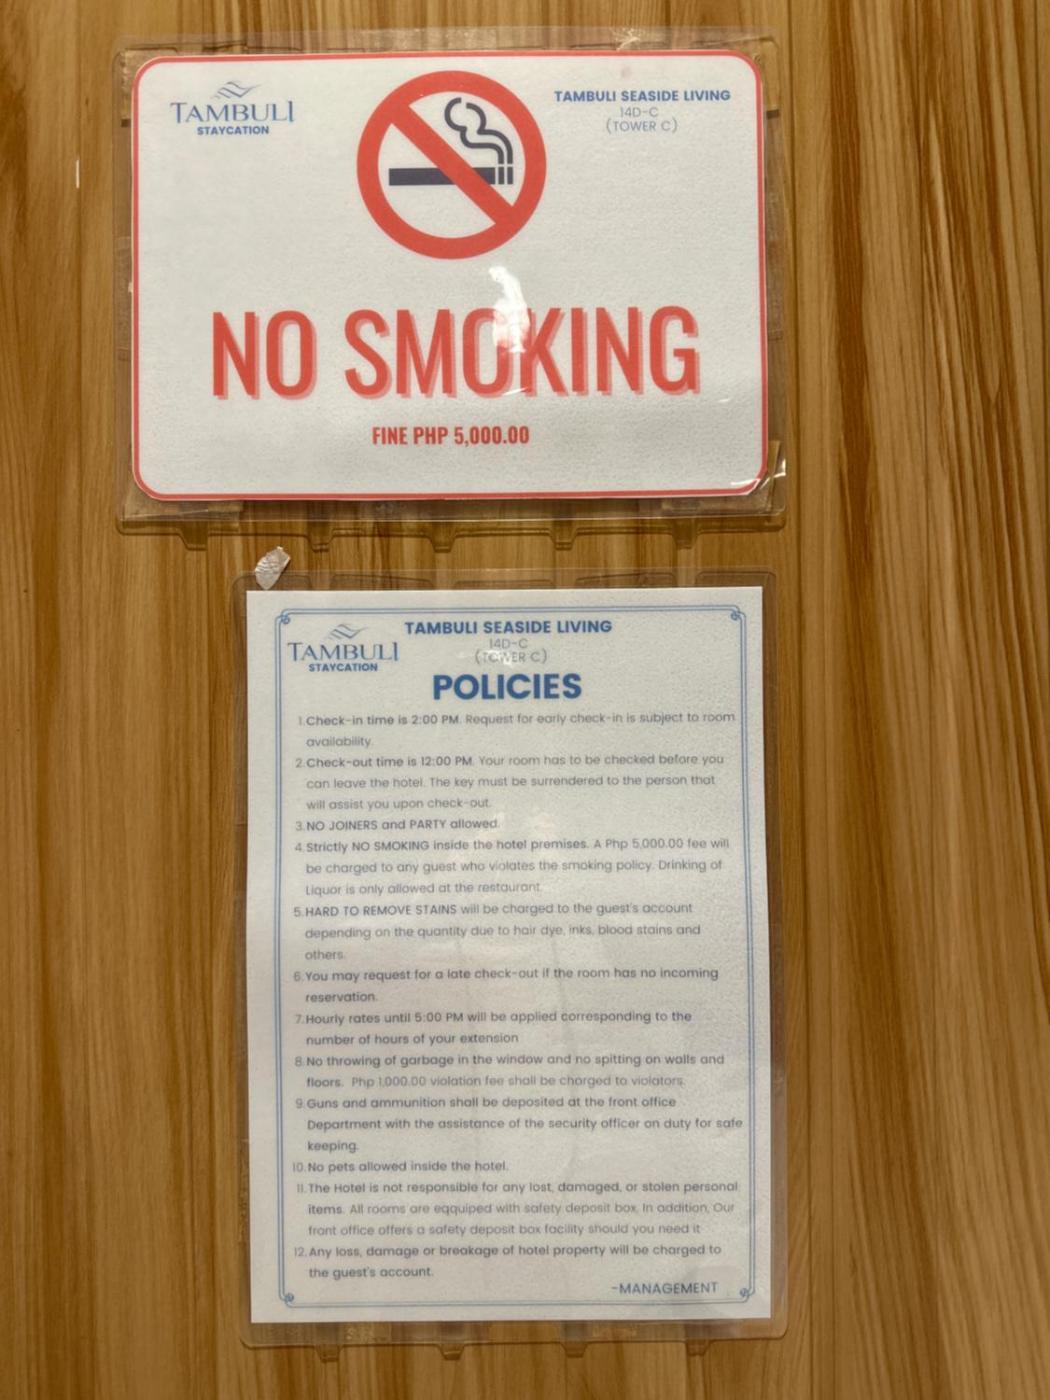 TAMBULI
STAYCATION
TAMBULI SEASIDE LIVING
14D-C
(TOWER C)
NO SMOKING
FINE PHP 5,000.00
TAMBULI
STAYCATION
TAMBULI SEASIDE LIVING
14D-C
(TOWER C)
POLICIES
1. Check-in time is 2:00 PM. Request for early check-in is subject to room
availability.
2. Check-out time is 12:00 PM. Your room has to be checked before you
can leave the hotel. The key must be surrendered to the person that
will assist you upon check-out.
3. NO JOINERS and PARTY allowed.
4. Strictly NO SMOKING inside the hotel premises. A Php 5,000.00 fee will
be charged to any guest who violates the smoking policy. Drinking of
Liquor is only allowed at the restaurant.
5. HARD TO REMOVE STAINS will be charged to the guest's account
depending on the quantity due to hair dye, inks, blood stains and
others.
6. You may request for a late check-out if the room has no incoming
reservation.
7. Hourly rates until 5:00 PM will be applied corresponding to the
number of hours of your extension
8. No throwing of garbage in the window and no spitting on walls and
floors. Php 1,000.00 violation fee shall be charged to violators.
9. Guns and ammunition shall be deposited at the front office
Department with the assistance of the security officer on duty for safe
keeping.
10. No pets allowed inside the hotel.
11. The Hotel is not responsible for any lost, damaged, or stolen personal
items. All rooms are eqquiped with safety deposit box, In addition, Our
front office offers a safety deposit box facility should you need it
12. Any loss, damage or breakage of hotel property will be charged to
the guest's account.
-MANAGEMENT